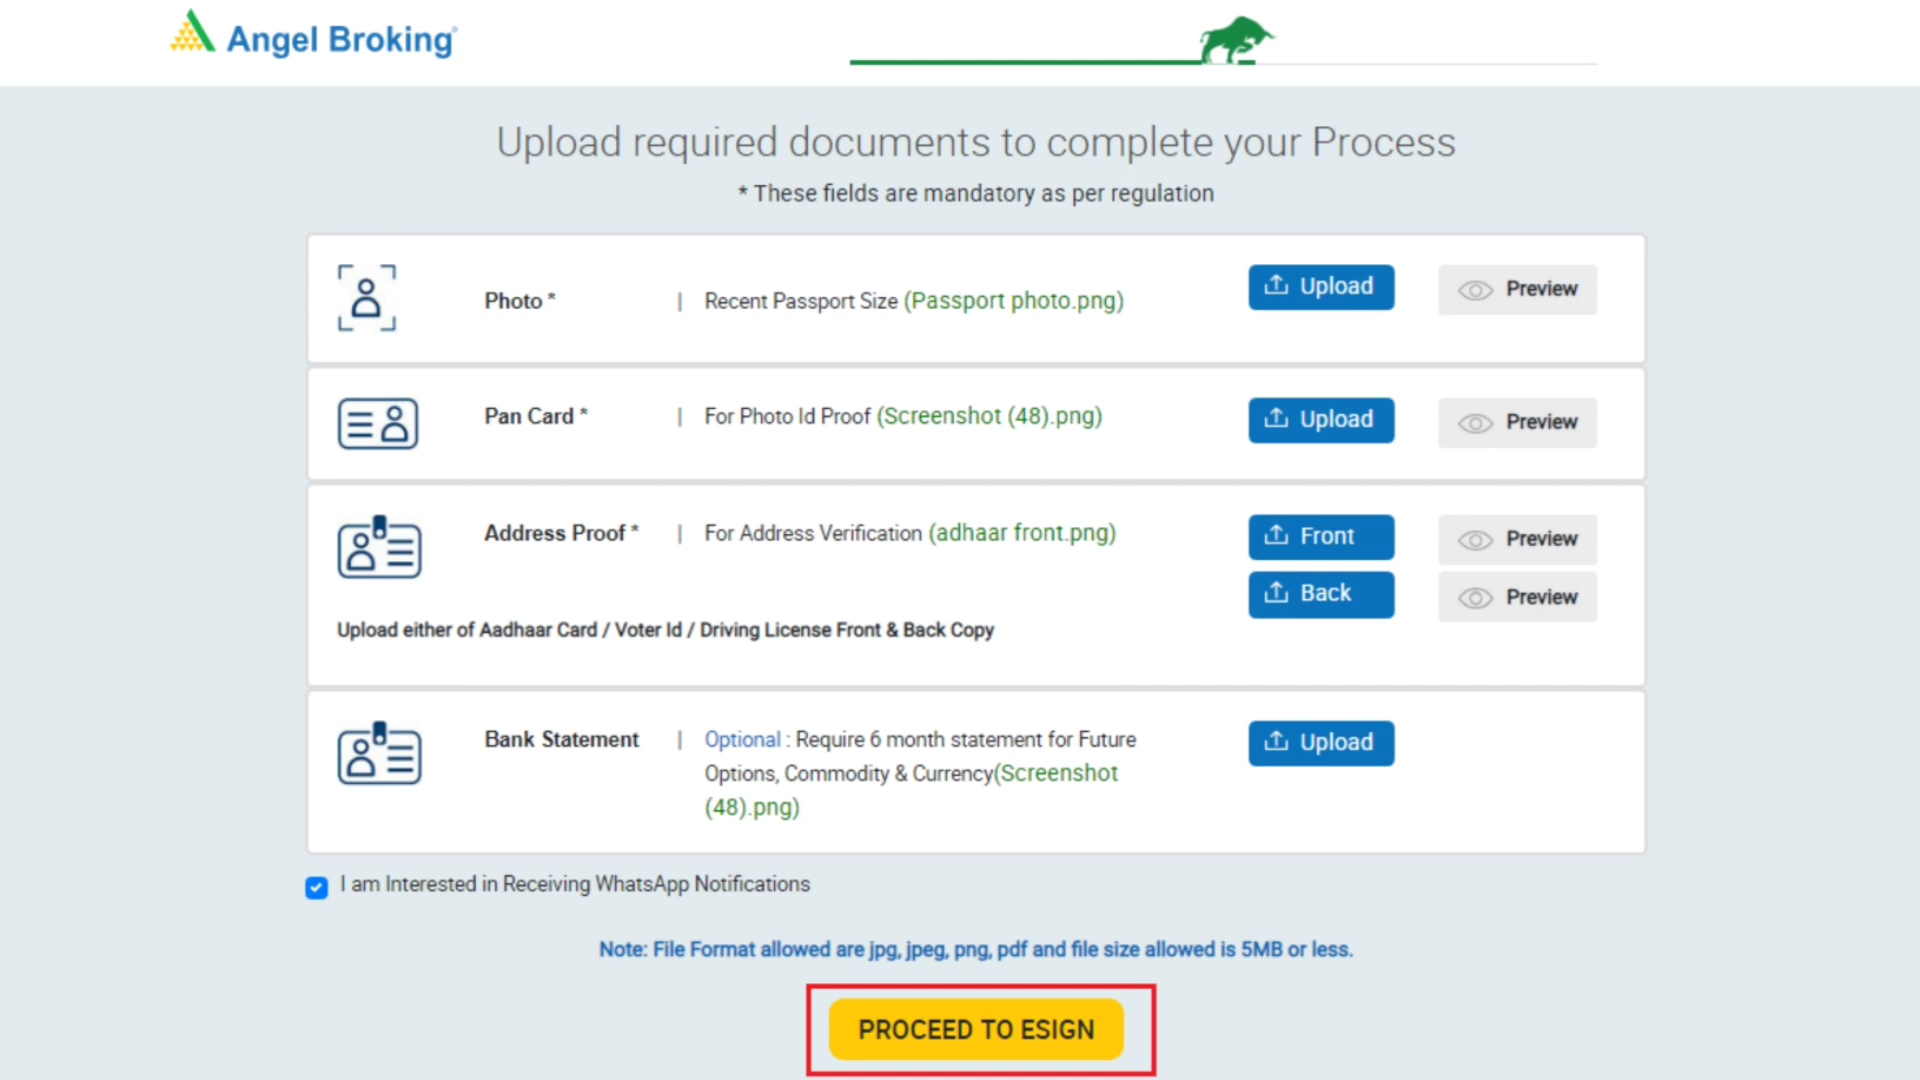 Angel Broking
Upload required documents to complete your Process
* These fields are mandatory as per regulation
Photo * | Recent Passport Size (Passport photo.png) Upload Preview
Pan Card * | For Photo Id Proof (Screenshot (48).png) Upload Preview
Address Proof * | For Address Verification (adhaar front.png) Front Preview
Back Preview
Upload either of Aadhaar Card / Voter Id / Driving License Front & Back Copy
Bank Statement | Optional : Require 6 month statement for Future Upload
Options, Commodity & Currency(Screenshot
(48).png)
I am Interested in Receiving WhatsApp Notifications
Note: File Format allowed are jpg, jpeg, png, pdf and file size allowed is 5MB or less.
PROCEED TO ESIGN